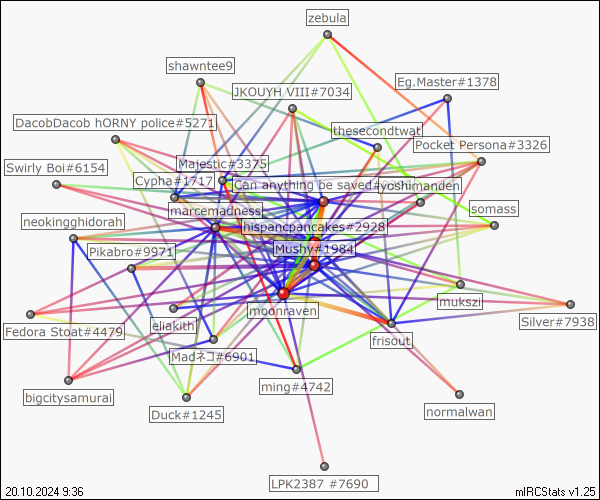 zebula
shawntee9
Eg.Master#1378
JKOUYH VIII#7034
DacobDacob hORNY police#5271
thesecondtwat
Pocket Persona#3326
Majestic#3375
Swirly Boi#6154
Cypha#1717
Can anything be saved#
yoshimanden
marcemadness
somass
neokingghidorah
hispancpancakes#2928
Pikabro#9971
Mushy#1984
mukszi
moonraven
Silver#7938
Fedora Stoat#4479
eliakith
frisout
Madネコ#6901
ming#4742
bigcitysamurai
Duck#1245
normalwan
LPK2387 #7690
20.10.2024 9:36
mIRCStats v1.25